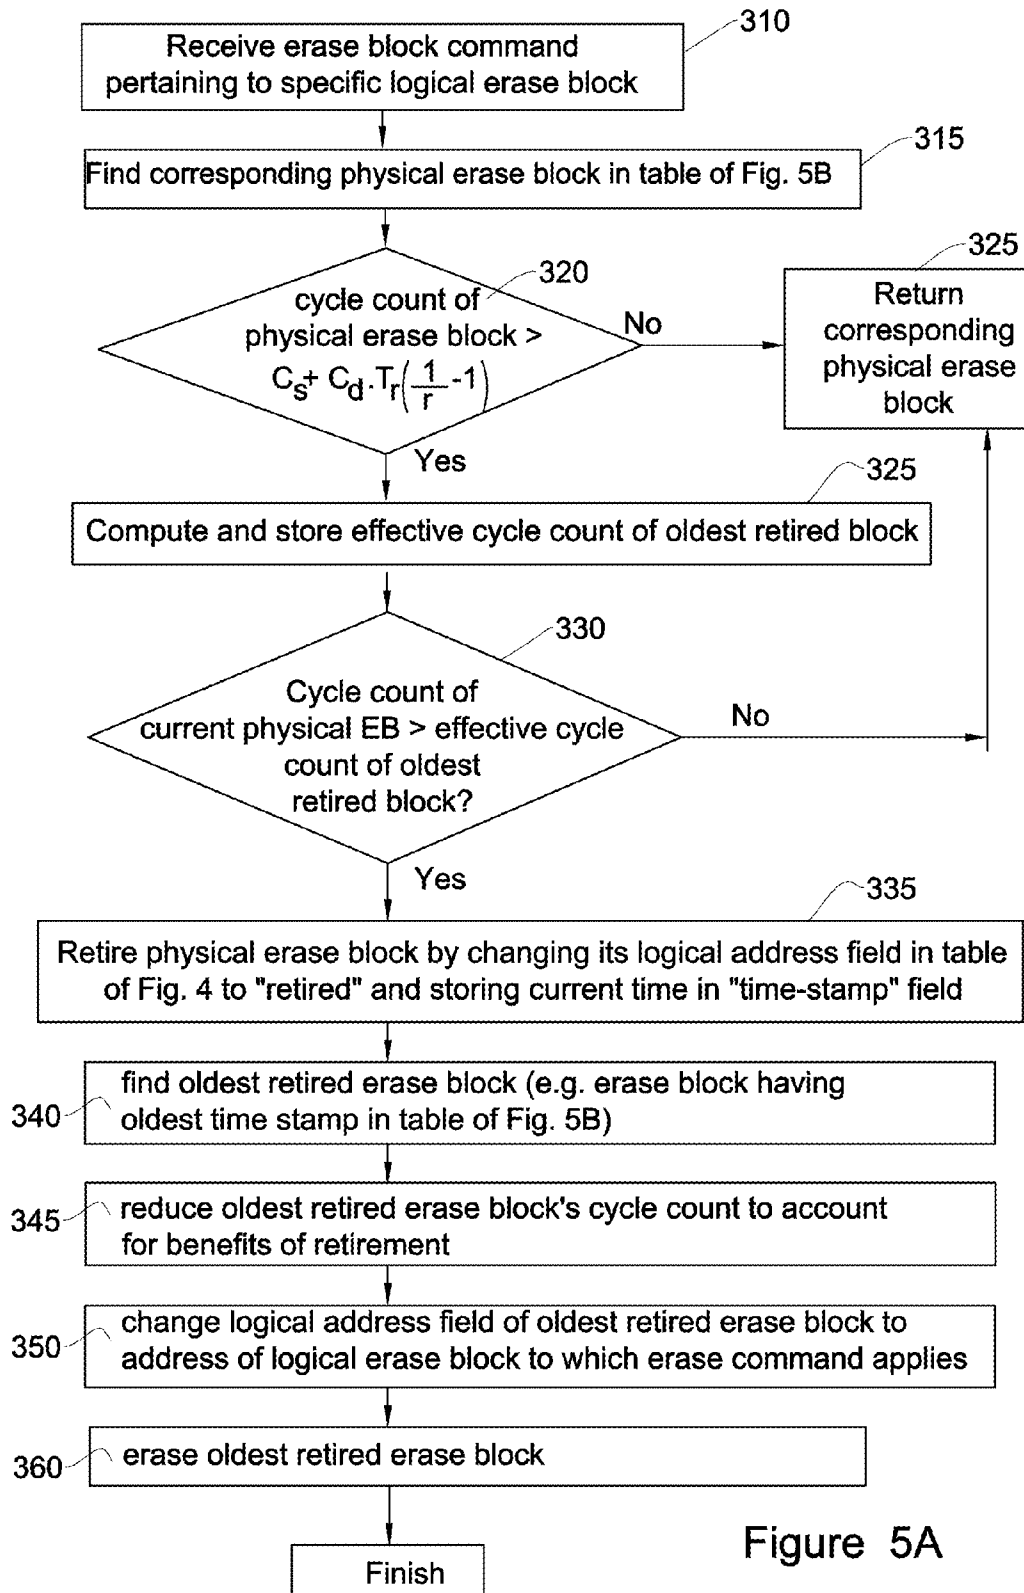 310
Receive erase block command
pertaining to specific logical erase block
315
Find corresponding physical erase block in table of Fig. 5B
320
cycle count of
physical erase block >
Cs+ Cd.Tr(1/r -1)
No
325
Return
corresponding
physical erase
block
Yes
325
Compute and store effective cycle count of oldest retired block
330
Cycle count of
current physical EB > effective cycle
count of oldest
retired block?
No
Yes
335
Retire physical erase block by changing its logical address field in table
of Fig. 4 to "retired" and storing current time in "time-stamp" field
340
find oldest retired erase block (e.g. erase block having
oldest time stamp in table of Fig. 5B)
345
reduce oldest retired erase block's cycle count to account
for benefits of retirement
350
change logical address field of oldest retired erase block to
address of logical erase block to which erase command applies
360
erase oldest retired erase block
Finish
Figure 5A